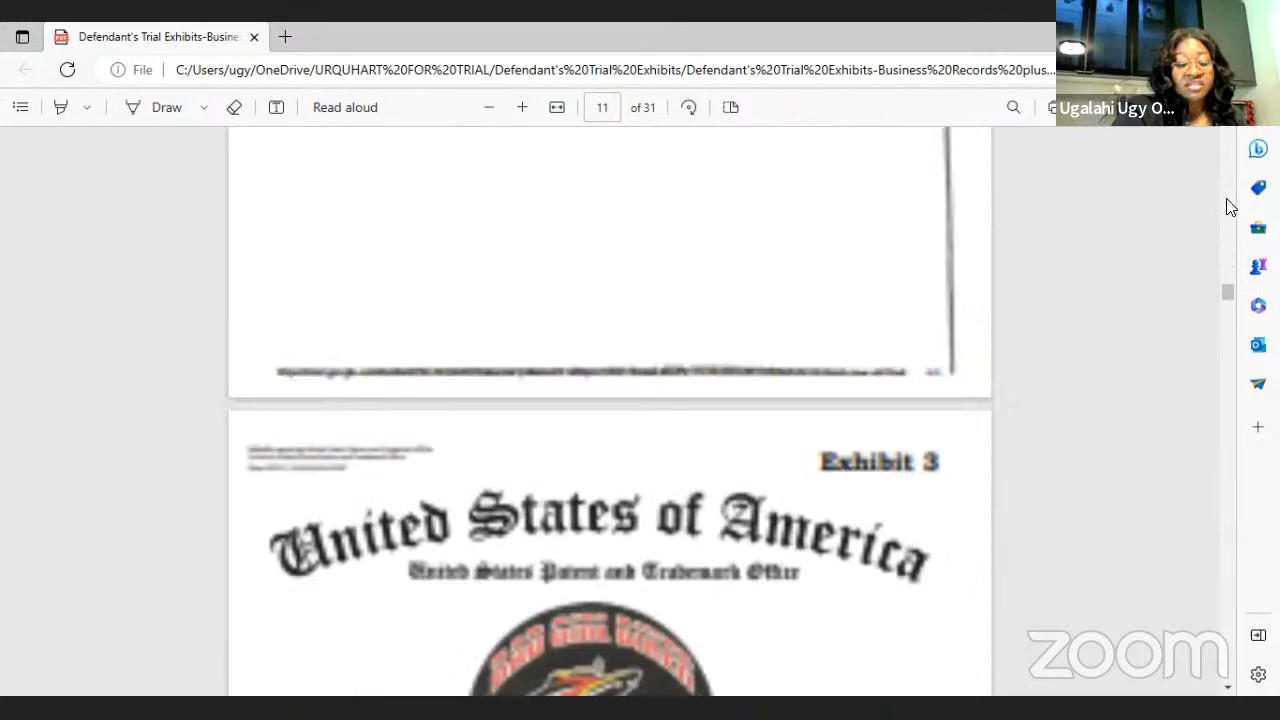 Defendant's Trial Exhibits-Busine
File
C:/Users/ugy/OneDrive/URQUHART%20FOR%20TRIAL/Defendant's%20Trial%20Exhibits/Defendant's%20Trial%20Exhibits-Business%20Records%20plus...
Draw
Read aloud
11 of 31
Ugalahi Ugy O...
Exhibit 3
United States of America
United States Patent and Trademark Office
zoom